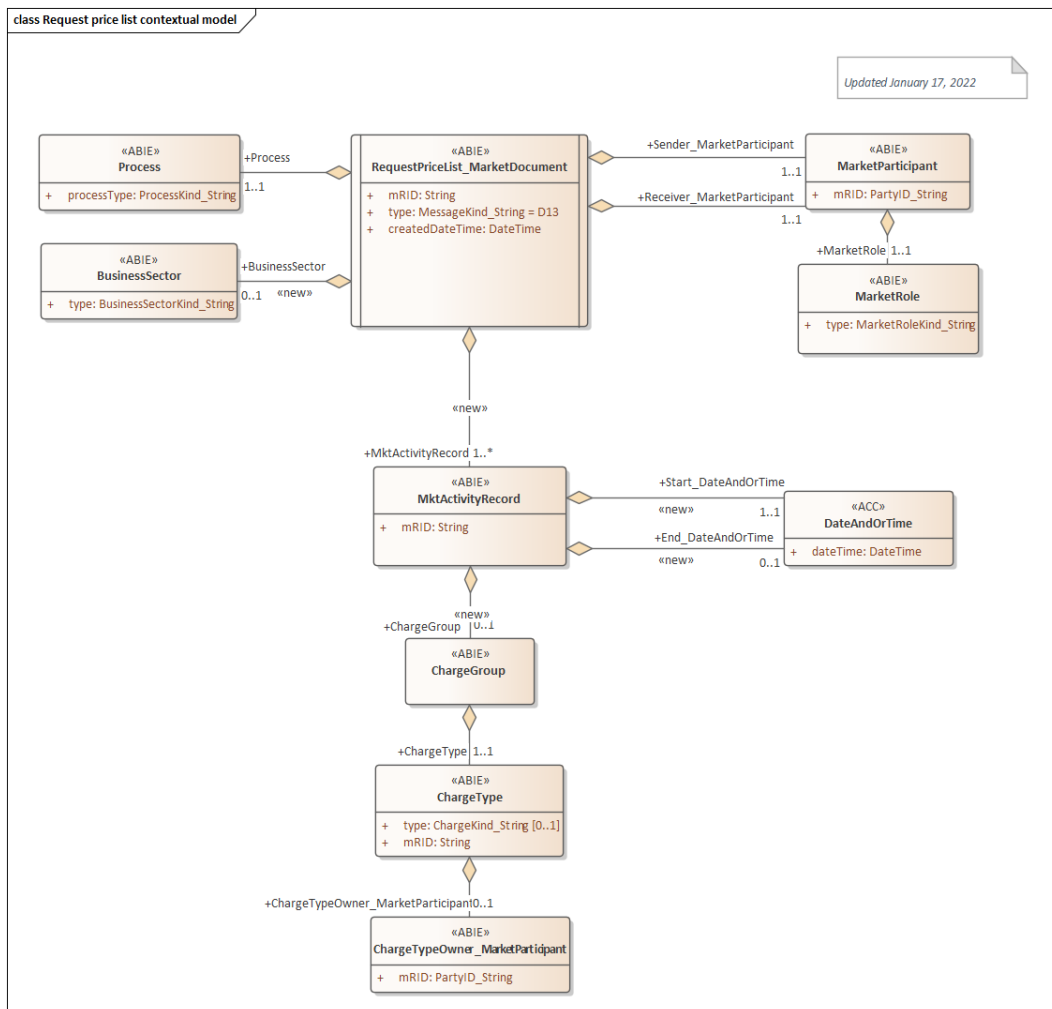 class Request price list contextual model
Updated January 17, 2022
«ABIE»
Process
+ processType: ProcessKind_String
+Process
1..1
«ABIE»
RequestPriceList_MarketDocument
+ mRID: String
+ type: MessageKind_String = D13
+ createdDateTime: DateTime
+Sender_MarketParticipant
1..1
+Receiver_MarketParticipant
1..1
«ABIE»
MarketParticipant
+ mRID: PartyID_String
«ABIE»
BusinessSector
+ type: BusinessSectorKind_String
+BusinessSector
0..1 «new»
+MarketRole 1..1
«ABIE»
MarketRole
+ type: MarketRoleKind_String
«new»
+MktActivityRecord 1..*
«ABIE»
MktActivityRecord
+ mRID: String
+Start_DateAndOrTime
«new» 1..1
+End_DateAndOrTime
«new» 0..1
«ACC»
DateAndOrTime
+ dateTime: DateTime
«new»
+ChargeGroup 0..1
«ABIE»
ChargeGroup
+ChargeType 1..1
«ABIE»
ChargeType
+ type: ChargeKind_String [0..1]
+ mRID: String
+ChargeTypeOwner_MarketParticipant 0..1
«ABIE»
ChargeTypeOwner_MarketParticipant
+ mRID: PartyID_String